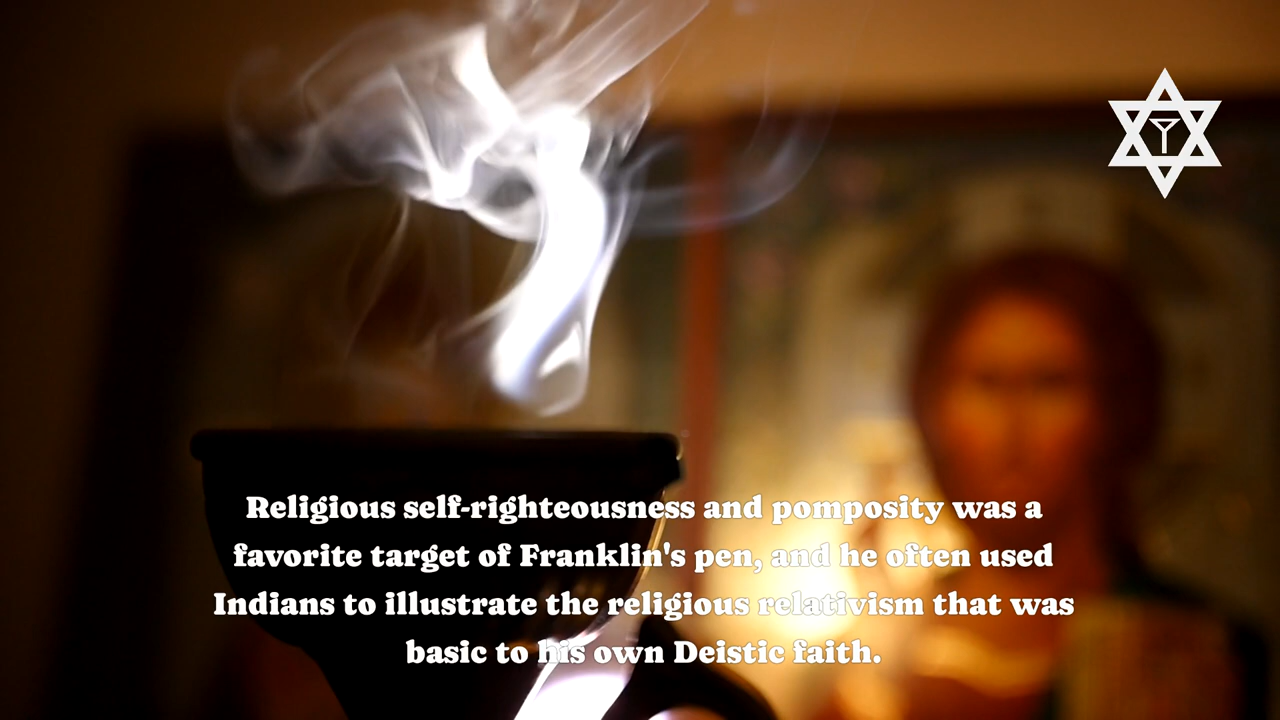 Religious self-righteousness and pomposity was a
favorite target of Franklin's pen, and he often used
Indians to illustrate the religious relativism that was
basic to his own Deistic faith.